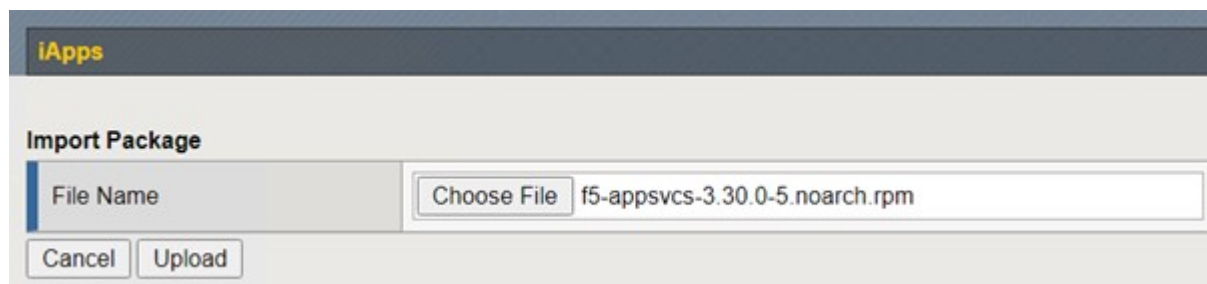 iApps
Import Package
File Name Choose File f5-appsvcs-3.30.0-5.noarch.rpm
Cancel Upload